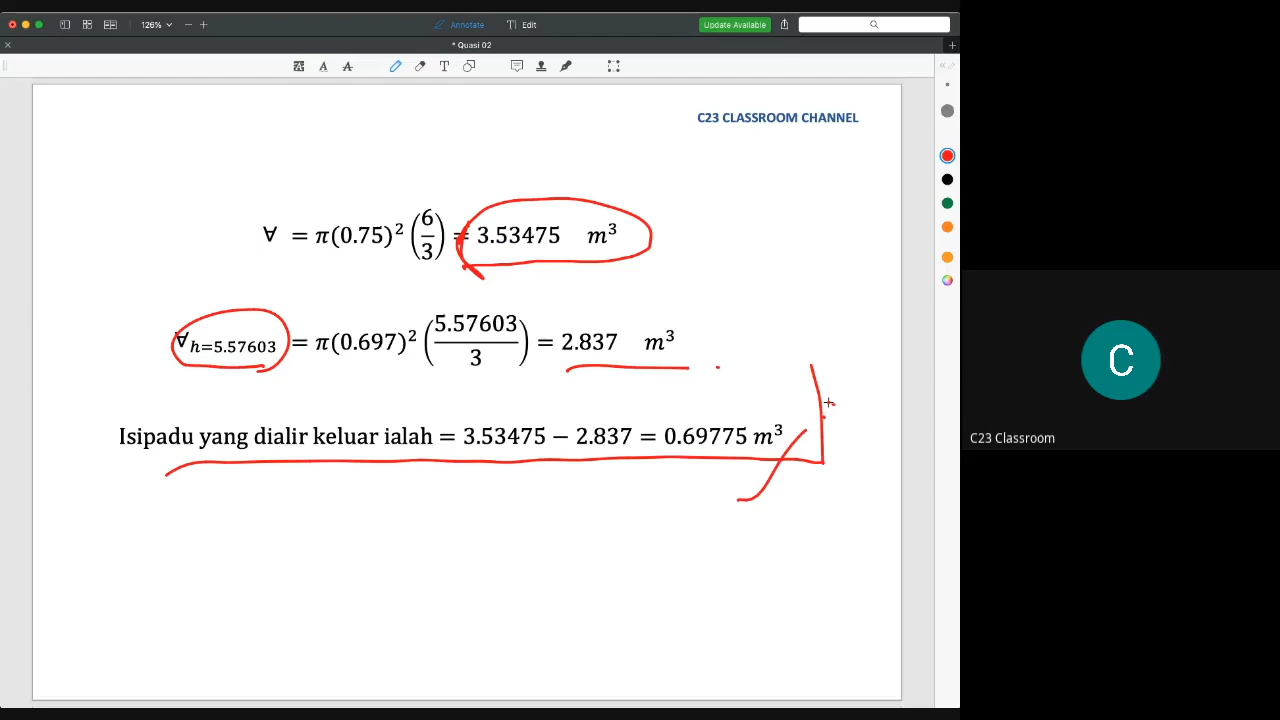 126%
Annotate
Edit
Update Available
* Quasi 02
C23 CLASSROOM CHANNEL
∀ = π(0.75)² (6/3) = 3.53475 m³
∀h=5.57603 = π(0.697)² (5.57603/3) = 2.837 m³
Isipadu yang dialir keluar ialah = 3.53475 − 2.837 = 0.69775 m³
C
C23 Classroom